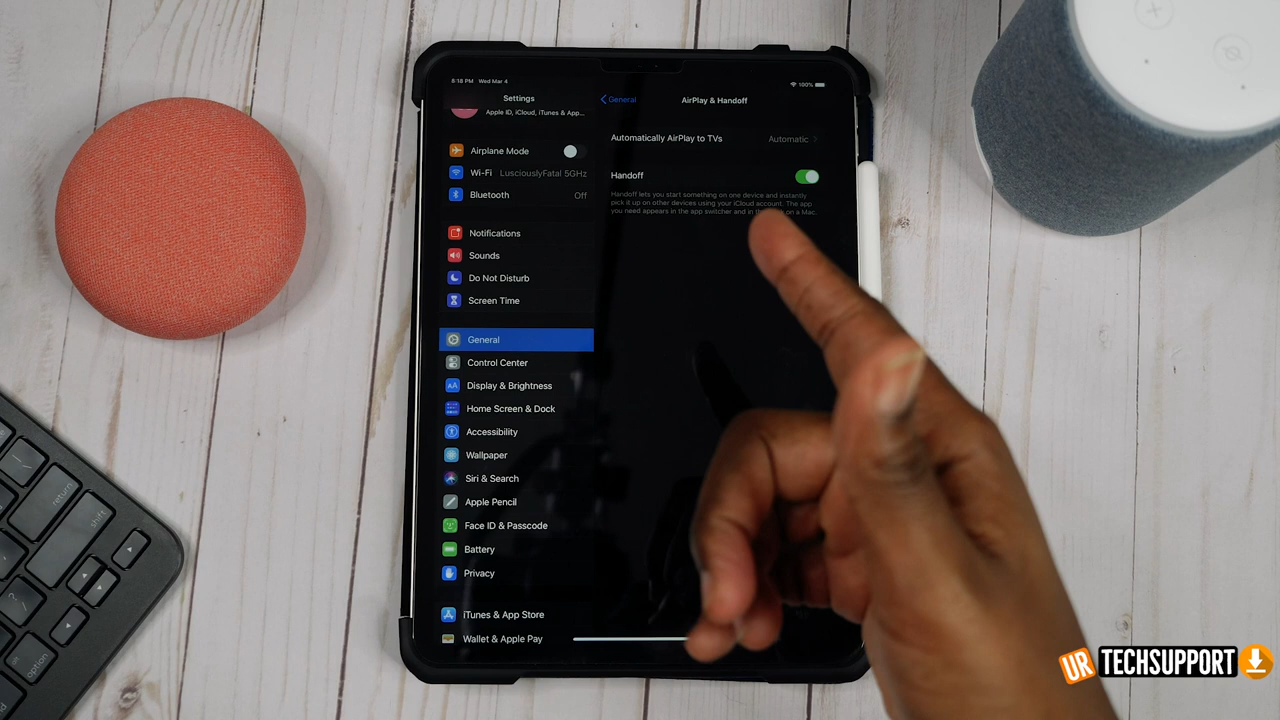 8:18 PM Wed Mar 4
100%
Settings
Apple ID, iCloud, iTunes & App...
Airplane Mode
Wi-Fi LusciouslyFatal 5GHz
Bluetooth Off
Notifications
Sounds
Do Not Disturb
Screen Time
General
Control Center
AA Display & Brightness
Home Screen & Dock
Accessibility
Wallpaper
Siri & Search
Apple Pencil
Face ID & Passcode
Battery
Privacy
iTunes & App Store
Wallet & Apple Pay
General
AirPlay & Handoff
Automatically AirPlay to TVs Automatic
Handoff
Handoff lets you start something on one device and instantly
pick it up on other devices using your iCloud account. The app
you need appears in the app switcher and in on a Mac.
return
shift
option
UR TECHSUPPORT